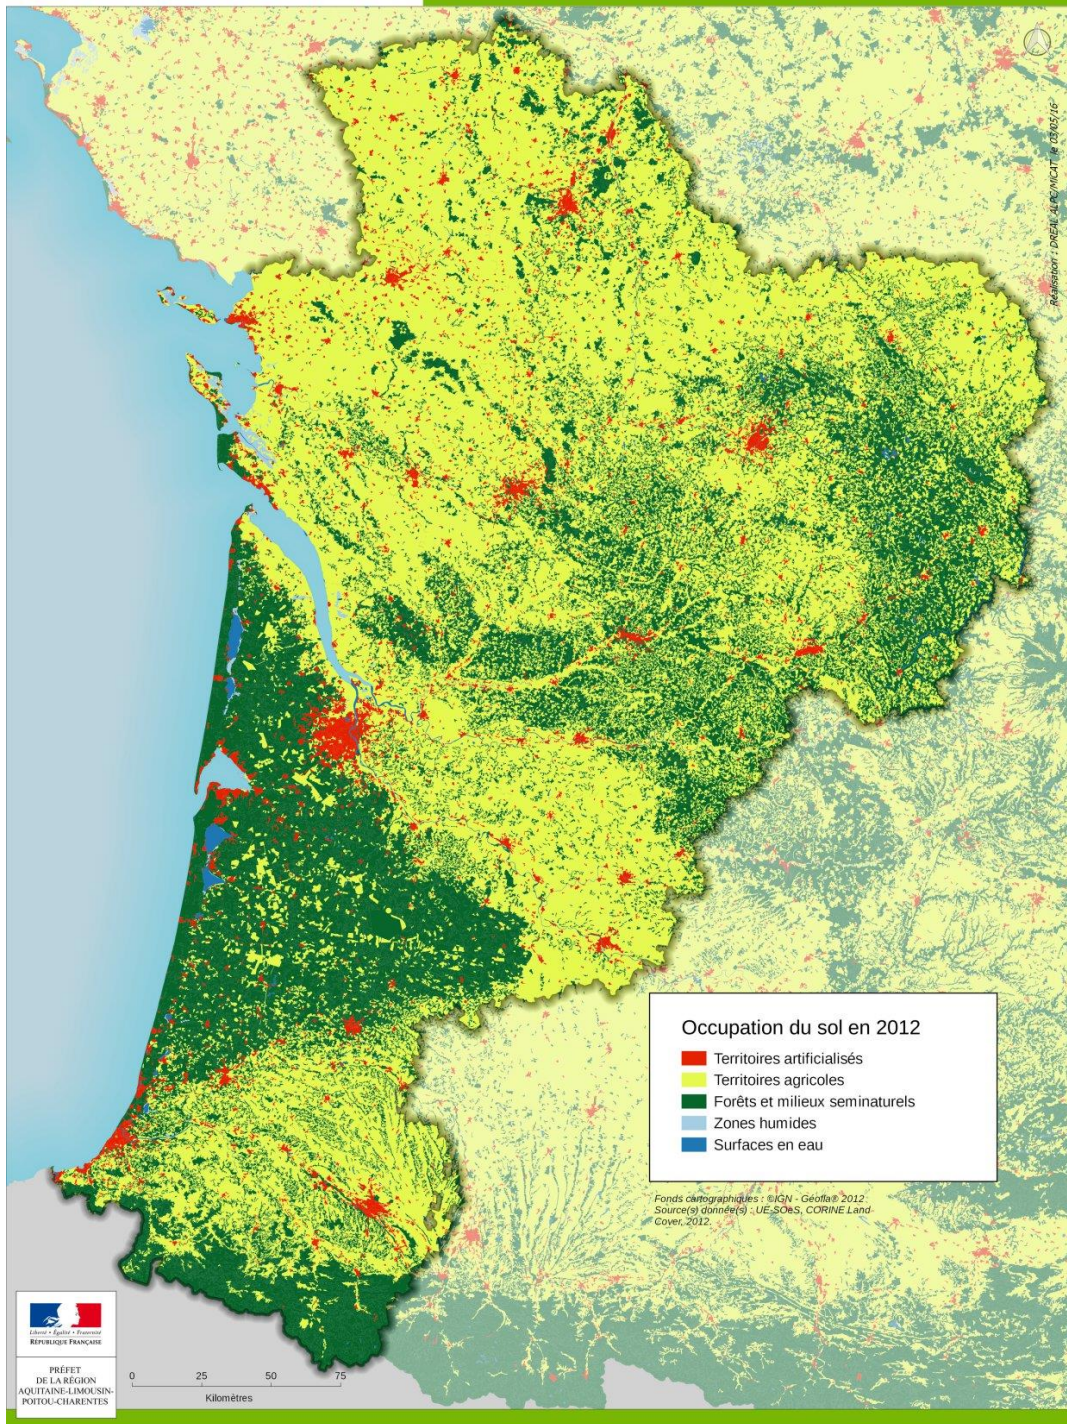 Réalisation : DREAL ALPC/MICAT le 03/05/16
Occupation du sol en 2012
Territoires artificialisés
Territoires agricoles
Forêts et milieux seminaturels
Zones humides
Surfaces en eau
Fonds cartographiques : ©IGN - Géofla® 2012
Source(s) donnée(s) : UE-SOeS, CORINE Land
Cover, 2012.
Liberté • Égalité • Fraternité
RÉPUBLIQUE FRANÇAISE
PRÉFET
DE LA RÉGION
AQUITAINE-LIMOUSIN-
POITOU-CHARENTES
0 25 50 75
Kilomètres